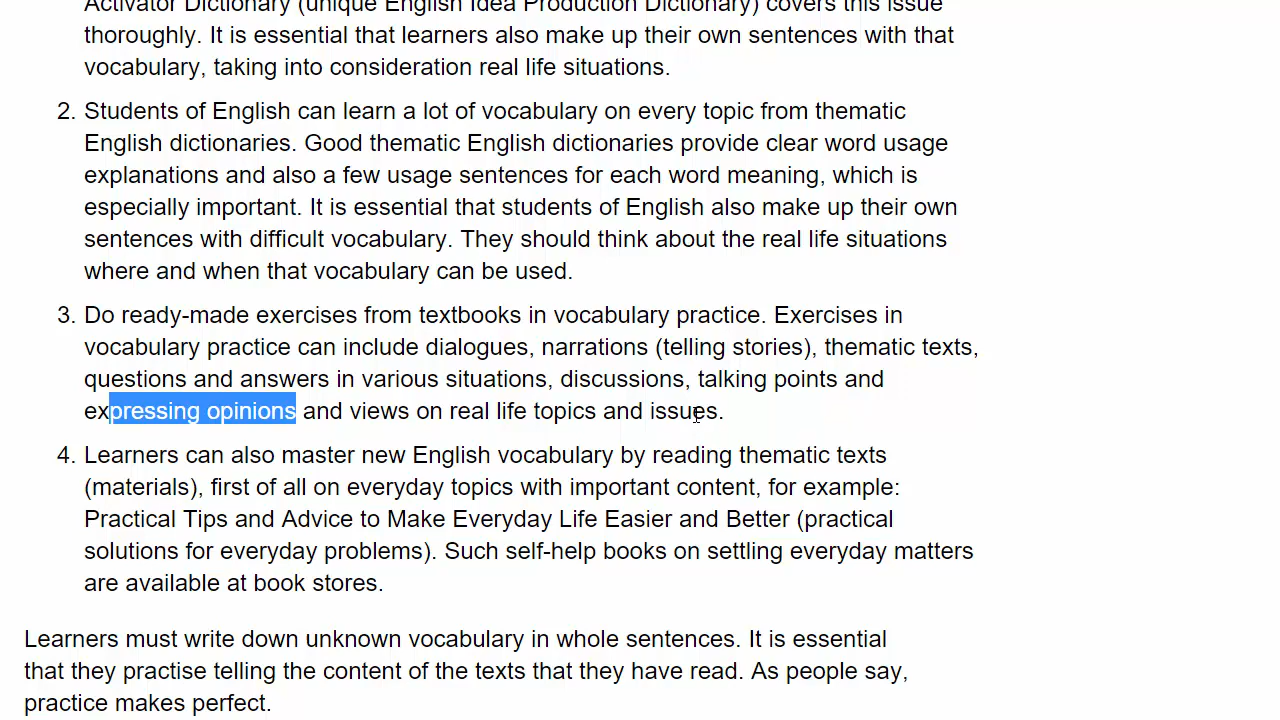 Activator Dictionary (unique English Idea Production Dictionary) covers this issue
thoroughly. It is essential that learners also make up their own sentences with that
vocabulary, taking into consideration real life situations.
2. Students of English can learn a lot of vocabulary on every topic from thematic
English dictionaries. Good thematic English dictionaries provide clear word usage
explanations and also a few usage sentences for each word meaning, which is
especially important. It is essential that students of English also make up their own
sentences with difficult vocabulary. They should think about the real life situations
where and when that vocabulary can be used.
3. Do ready-made exercises from textbooks in vocabulary practice. Exercises in
vocabulary practice can include dialogues, narrations (telling stories), thematic texts,
questions and answers in various situations, discussions, talking points and
expressing opinions and views on real life topics and issues.
4. Learners can also master new English vocabulary by reading thematic texts
(materials), first of all on everyday topics with important content, for example:
Practical Tips and Advice to Make Everyday Life Easier and Better (practical
solutions for everyday problems). Such self-help books on settling everyday matters
are available at book stores.
Learners must write down unknown vocabulary in whole sentences. It is essential
that they practise telling the content of the texts that they have read. As people say,
practice makes perfect.